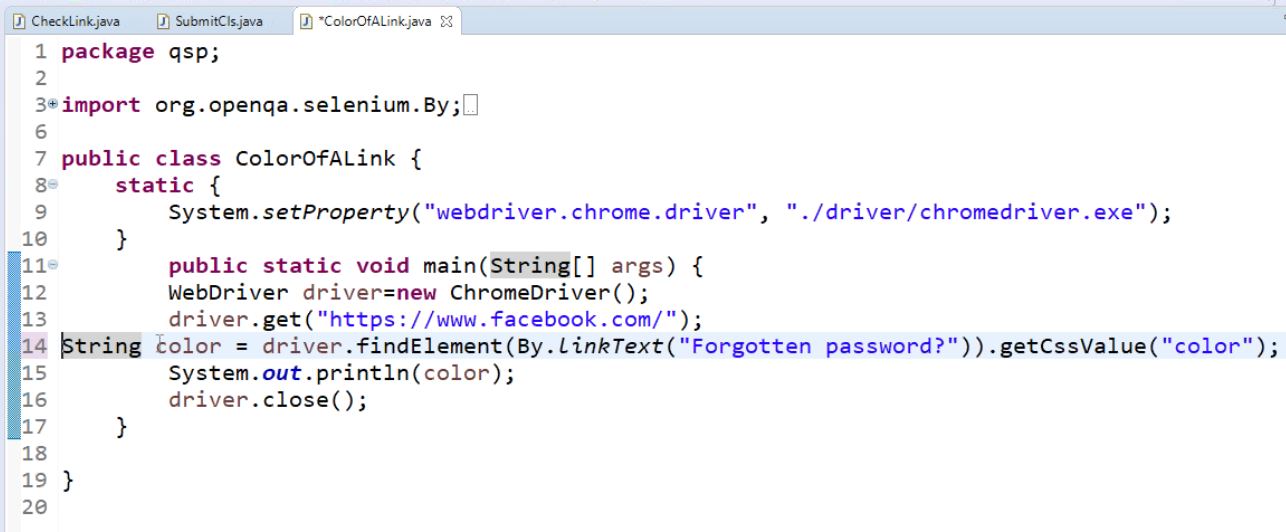 CheckLink.java SubmitCls.java *ColorOfALink.java
1 package qsp;
2
3 import org.openqa.selenium.By;
6
7 public class ColorOfALink {
8 static {
9 System.setProperty("webdriver.chrome.driver", "./driver/chromedriver.exe");
10 }
11 public static void main(String[] args) {
12 WebDriver driver=new ChromeDriver();
13 driver.get("https://www.facebook.com/");
14 String color = driver.findElement(By.linkText("Forgotten password?")).getCssValue("color");
15 System.out.println(color);
16 driver.close();
17 }
18
19 }
20